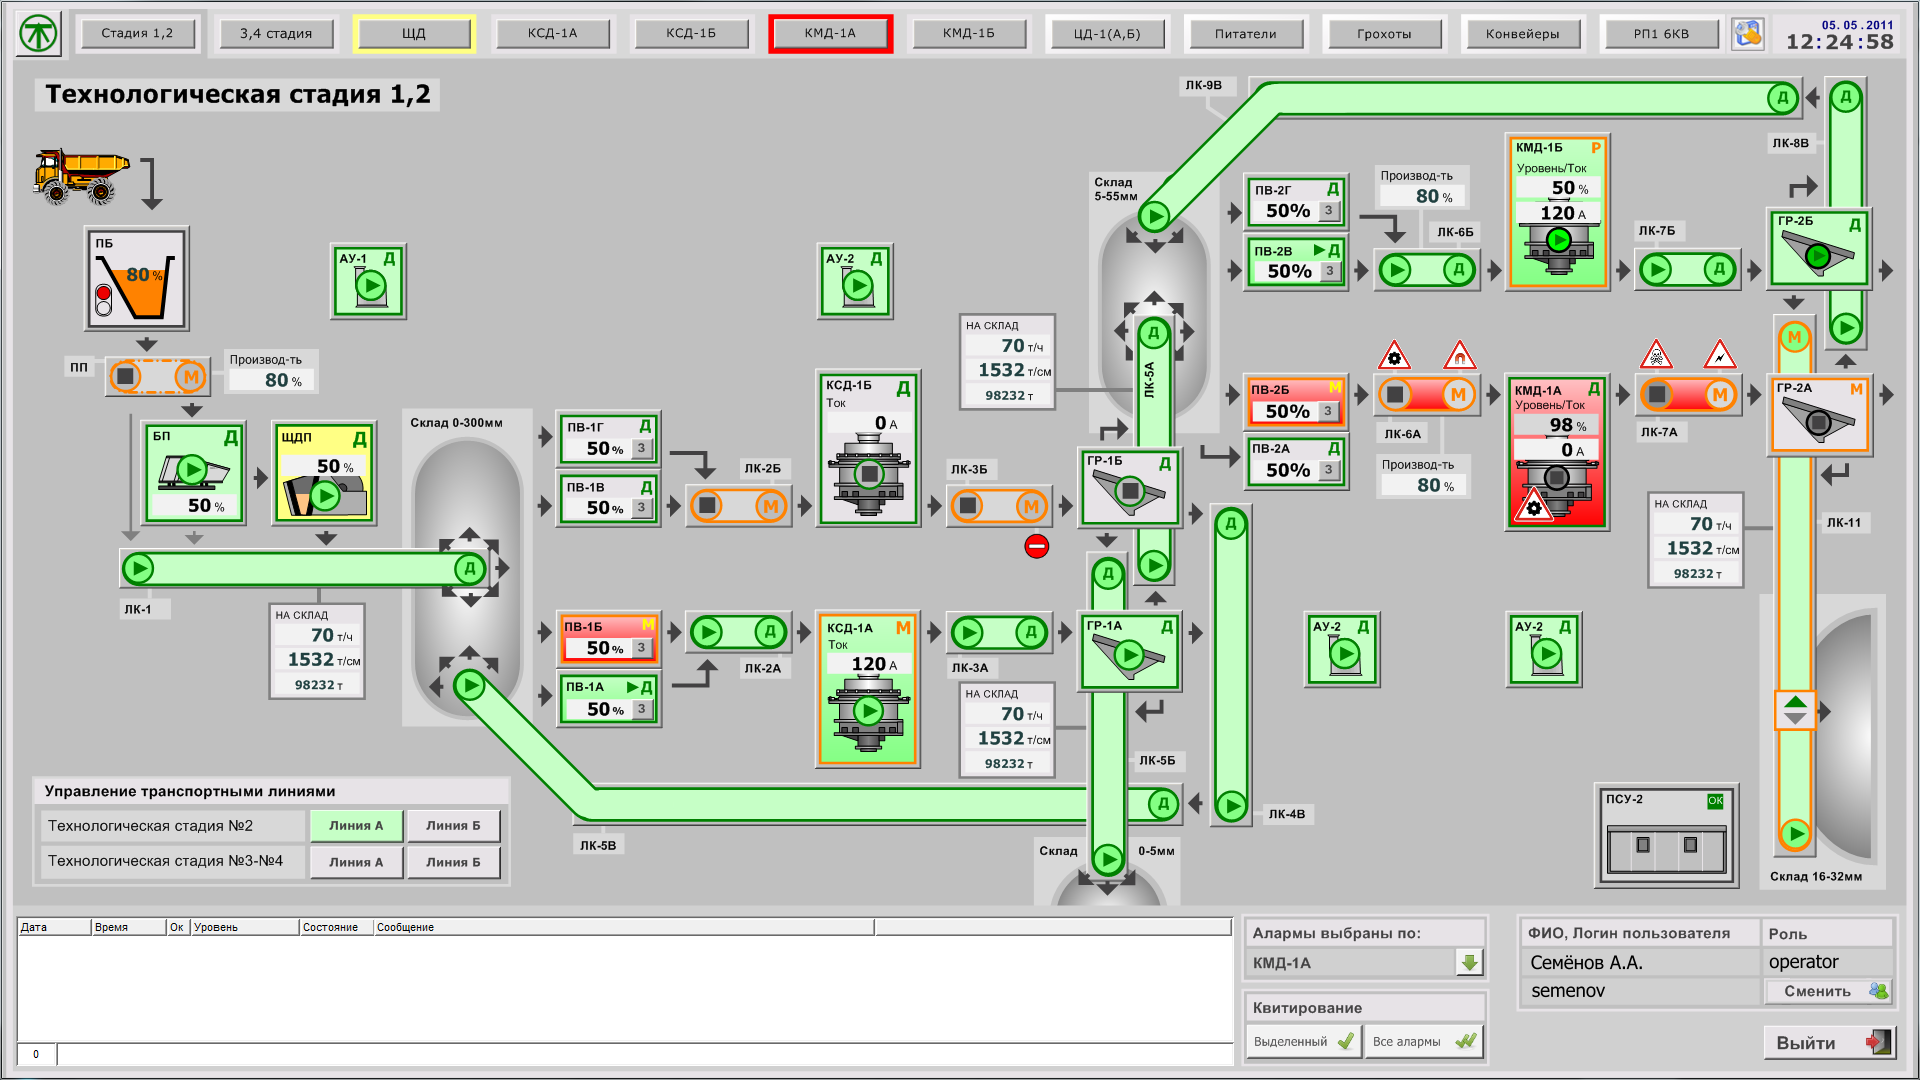 Стадия 1,2
3,4 стадия
ЩД
КСД-1А
КСД-1Б
КМД-1А
КМД-1Б
ЦД-1(А,Б)
Питатели
Грохоты
Конвейеры
РП1 6КВ
05.05.2011
12:24:58
Технологическая стадия 1,2
ЛК-9В
Д
Д
ЛК-8В
Склад
5-55мм
ПВ-2Г Д
50% 3
ПВ-2В Д
50% 3
Производ-ть
80 %
ЛК-6Б
Д
КМД-1Б Р
Уровень/Ток
50 %
120 А
ЛК-7Б
Д
ГР-2Б Д
ПБ
80 %
АУ-1 Д
АУ-2 Д
ПП
М
Производ-ть
80 %
НА СКЛАД
70 т/ч
1532 т/см
98232 т
Д
ЛК-5А
ПВ-2Б М
50% 3
ПВ-2А Д
50% 3
М
ЛК-6А
Производ-ть
80 %
КМД-1А Д
Уровень/Ток
98 %
0 А
М
ЛК-7А
М
ГР-2А М
БП Д
50 %
ЩДП Д
50 %
Склад 0-300мм
ПВ-1Г Д
50 % 3
ПВ-1В Д
50 % 3
ЛК-2Б
М
КСД-1Б Д
Ток
0 А
ЛК-3Б
М
ГР-1Б Д
Д
НА СКЛАД
70 т/ч
1532 т/см
98232 т
ЛК-11
Д
ЛК-1
НА СКЛАД
70 т/ч
1532 т/см
98232 т
ПВ-1Б М
50 % 3
ПВ-1А Д
50 % 3
Д
ЛК-2А
КСД-1А М
Ток
120 А
Д
ЛК-3А
Д
ГР-1А Д
НА СКЛАД
70 т/ч
1532 т/см
98232 т
АУ-2 Д
АУ-2 Д
ЛК-5Б
Д
ЛК-4В
ЛК-5В
Склад 0-5мм
ПСУ-2 ОК
Склад 16-32мм
Управление транспортными линиями
Технологическая стадия №2 Линия А Линия Б
Технологическая стадия №3-№4 Линия А Линия Б
Дата Время Ок Уровень Состояние Сообщение
0
Алармы выбраны по:
КМД-1А
Квитирование
Выделенный Все алармы
ФИО, Логин пользователя Роль
Семёнов А.А. operator
semenov Сменить
Выйти